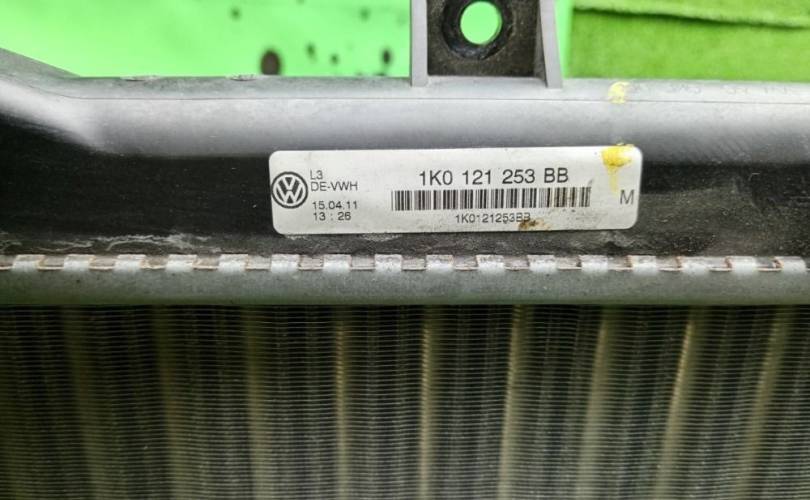 L3
DE-VWH
15.04.11
13 : 26
1K0 121 253 BB
1K0121253BB
M